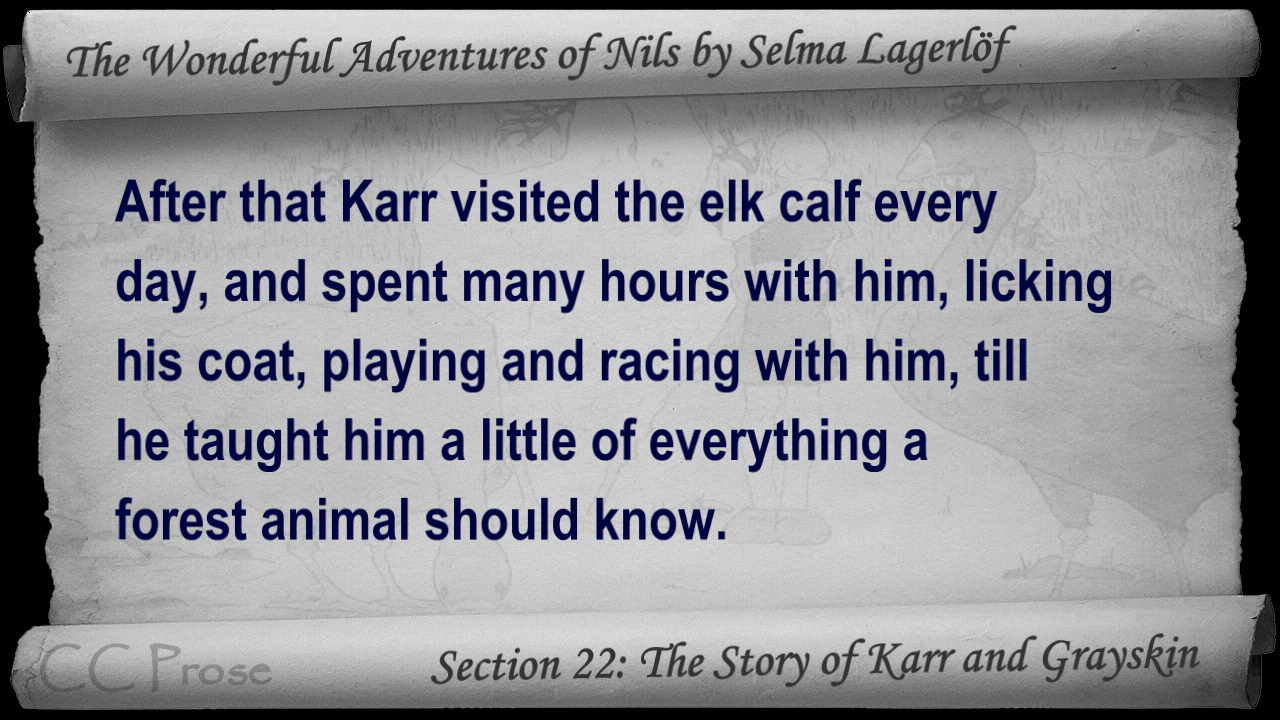 The Wonderful Adventures of Nils by Selma Lagerlöf
After that Karr visited the elk calf every
day, and spent many hours with him, licking
his coat, playing and racing with him, till
he taught him a little of everything a
forest animal should know.
CC Prose
Section 22: The Story of Karr and Grayskin